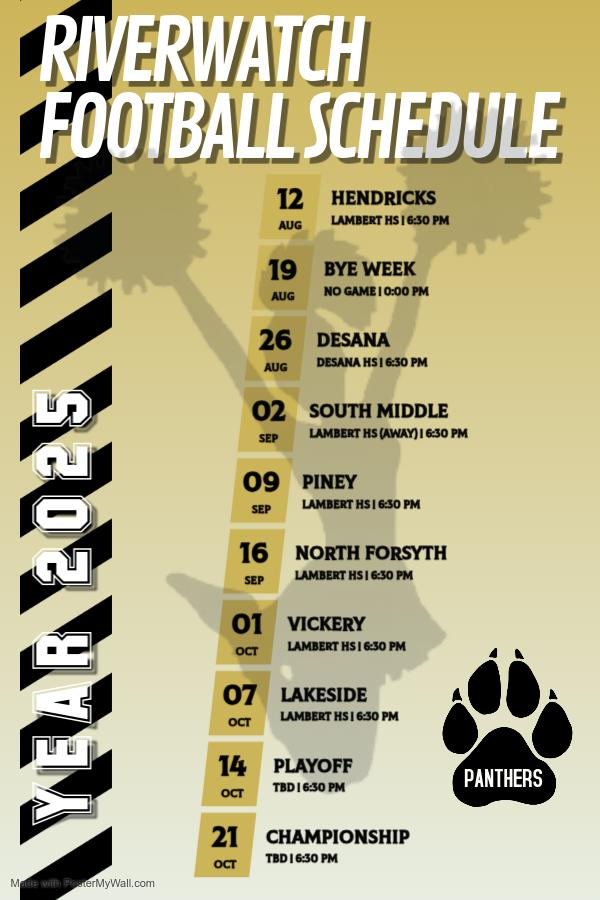 RIVERWATCH
FOOTBALL SCHEDULE
12
AUG
HENDRICKS
LAMBERT HS | 6:30 PM
19
AUG
BYE WEEK
NO GAME | 0:00 PM
26
AUG
DESANA
DESANA HS | 6:30 PM
02
SEP
SOUTH MIDDLE
LAMBERT HS (AWAY) | 6:30 PM
09
SEP
PINEY
LAMBERT HS | 6:30 PM
16
SEP
NORTH FORSYTH
LAMBERT HS | 6:30 PM
01
OCT
VICKERY
LAMBERT HS | 6:30 PM
07
OCT
LAKESIDE
LAMBERT HS | 6:30 PM
14
OCT
PLAYOFF
TBD | 6:30 PM
21
OCT
CHAMPIONSHIP
TBD | 6:30 PM
YEAR 2025
PANTHERS
Made with PosterMyWall.com